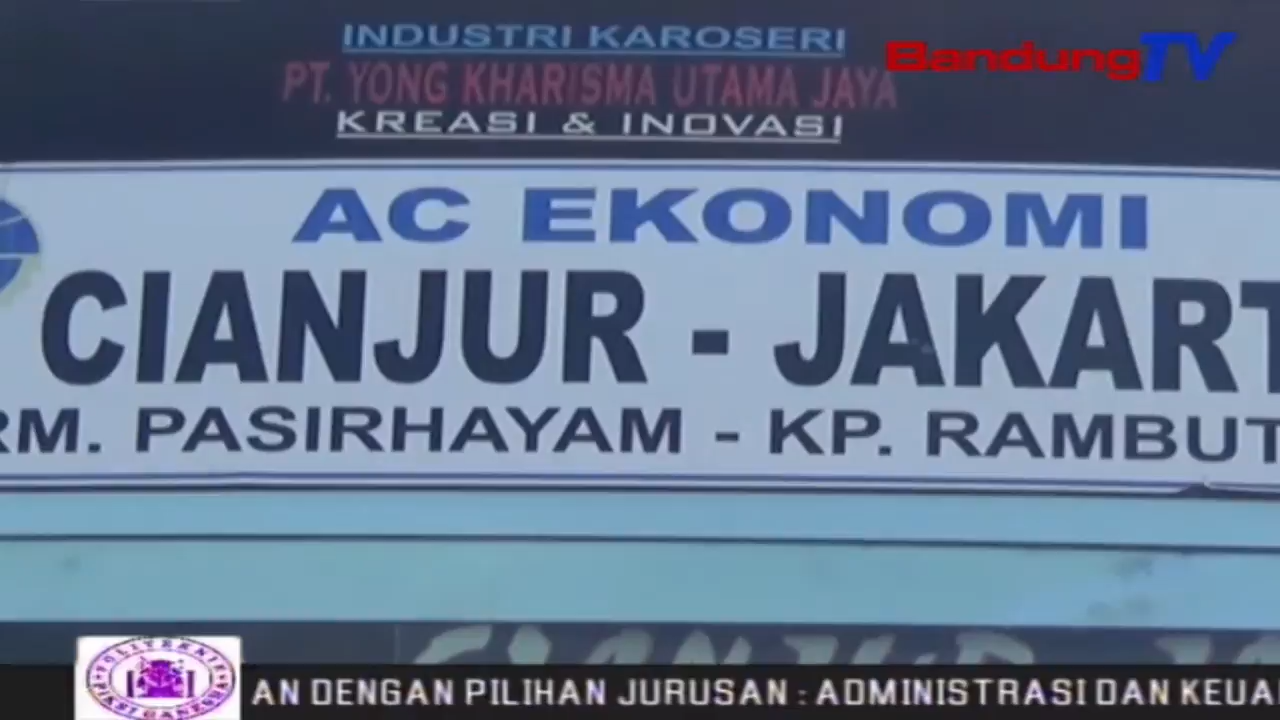 INDUSTRI KAROSERI
BandungTV
PT. YONG KHARISMA UTAMA JAYA
KREASI & INOVASI
AC EKONOMI
CIANJUR - JAKART
RM. PASIRHAYAM - KP. RAMBUT
CIANJUR
AN DENGAN PILIHAN JURUSAN : ADMINISTRASI DAN KEUA